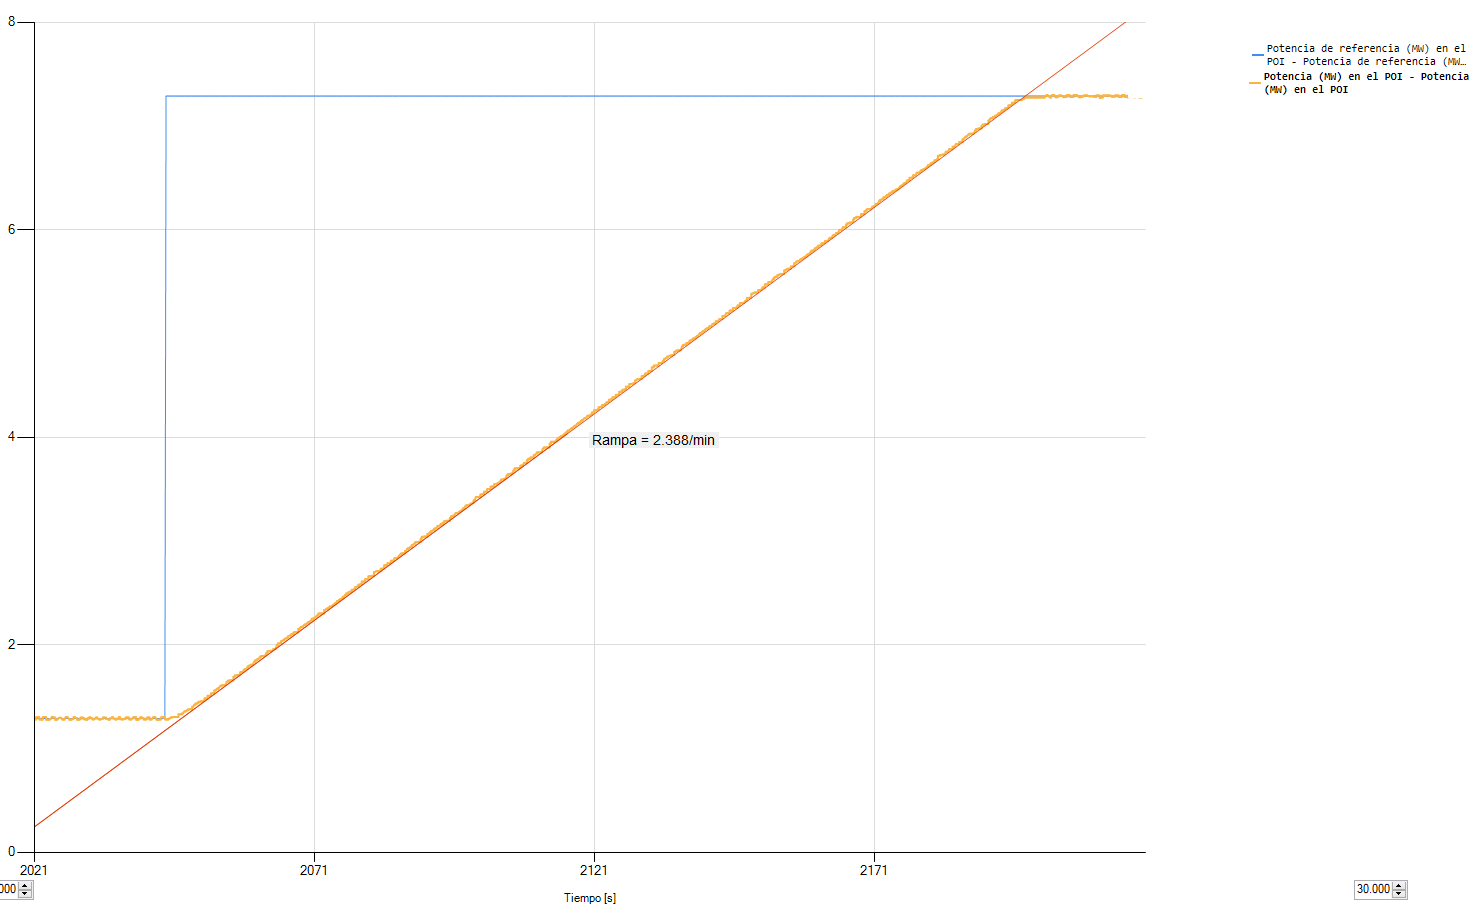 8
Potencia de referencia (MW) en el
POI - Potencia de referencia (MW…
Potencia (MW) en el POI - Potencia
(MW) en el POI
6
4
Rampa = 2.388/min
2
0
2021
2071
2121
2171
000
30.000
Tiempo [s]